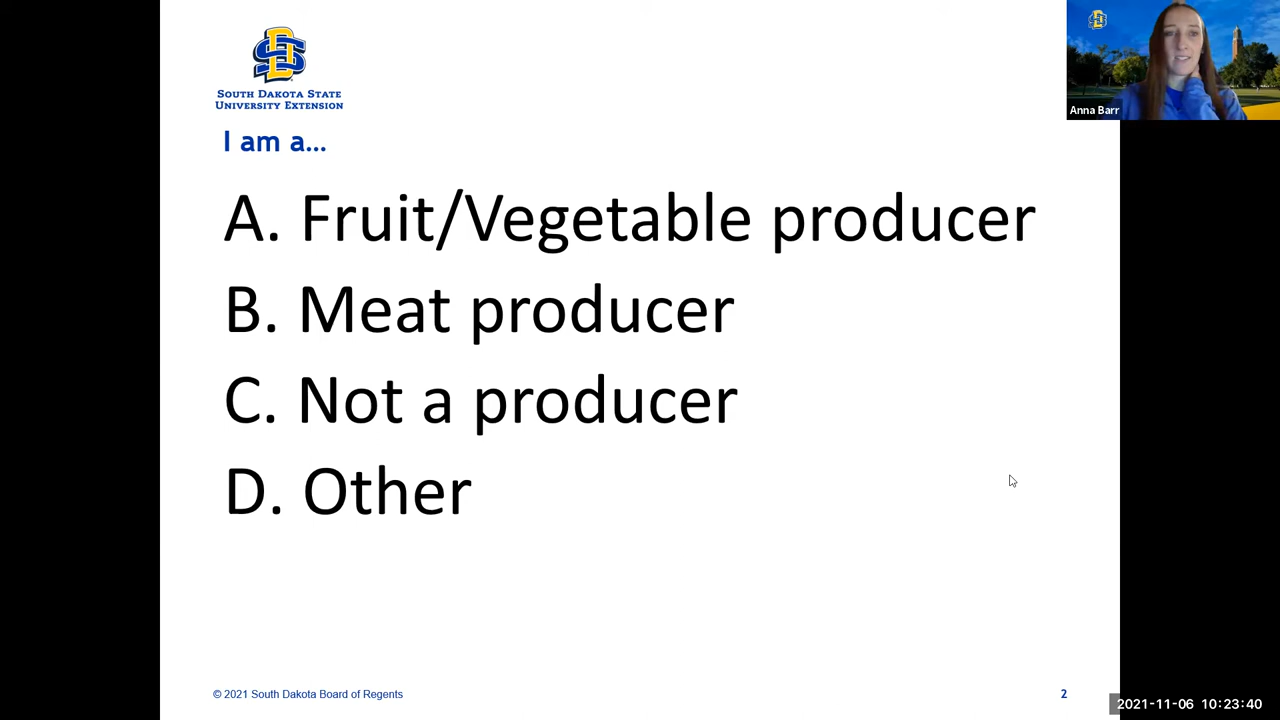 SOUTH DAKOTA STATE
UNIVERSITY EXTENSION
I am a...
A. Fruit/Vegetable producer
B. Meat producer
C. Not a producer
D. Other
© 2021 South Dakota Board of Regents
2
Anna Barr
2021-11-06 10:23:40